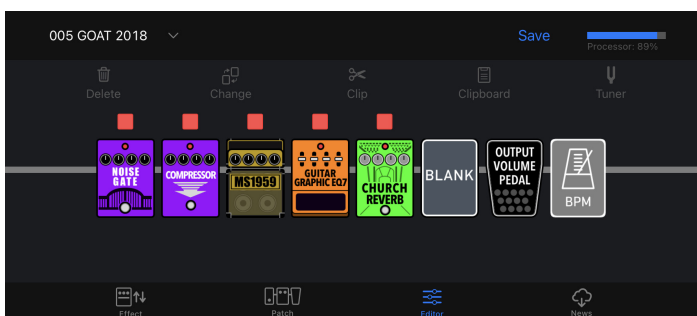 005 GOAT 2018
Save
Processor: 89%
Delete
Change
Clip
Clipboard
Tuner
NOISE
GATE
COMPRESSOR
MS1959
GUITAR
GRAPHIC EQ7
CHURCH
REVERB
BLANK
OUTPUT
VOLUME
PEDAL
BPM
Effect
Patch
Editor
News